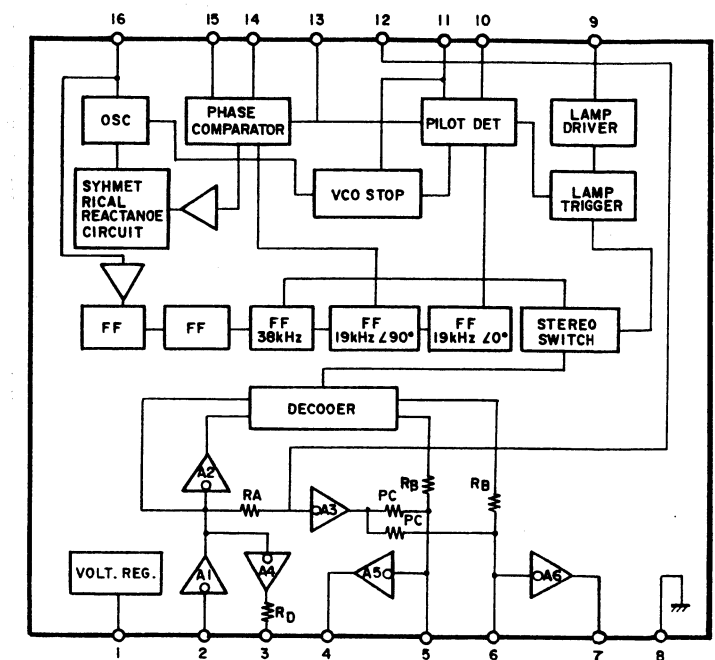 16 15 14 13 12 11 10 9
OSC
PHASE
COMPARATOR
PILOT DET
LAMP
DRIVER
SYHMET
RICAL
REACTANOE
CIRCUIT
VCO STOP
LAMP
TRIGGER
FF
FF
FF
38kHz
FF
19kHz ∠90°
FF
19kHz ∠0°
STEREO
SWITCH
DECOOER
A2
RA
A3
PC
RB
RB
PC
VOLT. REG.
A1
A4
RD
A5
A6
1 2 3 4 5 6 7 8